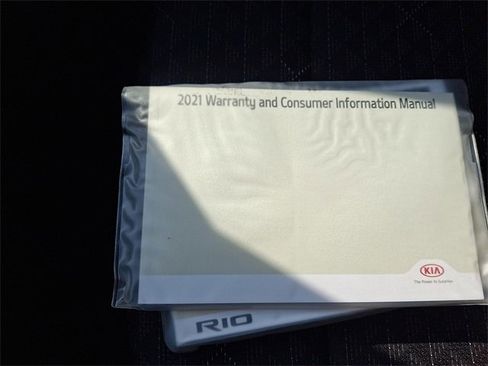 2021 Warranty and Consumer Information Manual
KIA
The Power to Surprise
RIO